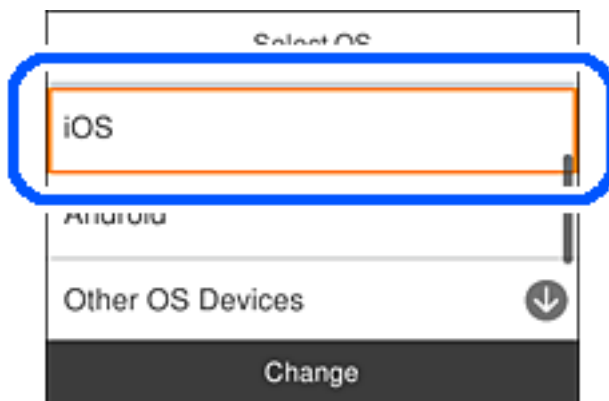 Select OS
iOS
Android
Other OS Devices
Change